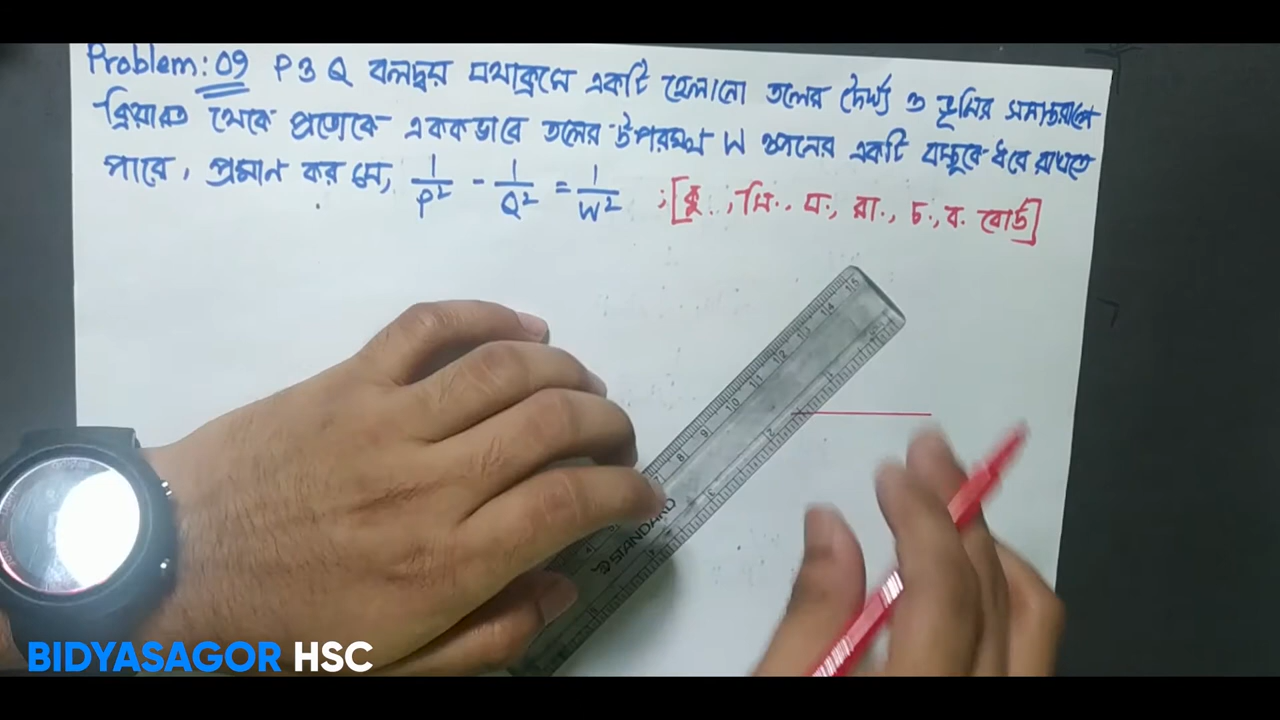 Problem: 09 P ও Q বলদ্বয় যথাক্রমে একটি হেলানো তলের দৈর্ঘ্য ও ভূমির সমান্তরালে
ক্রিয়ারত থেকে প্রত্যেকে এককভাবে তলের উপরস্থ W ওজনের একটি বস্তুকে ধরে রাখতে
পারে, প্রমাণ কর যে, 1/P² - 1/Q² = 1/W² ; [কু., সি., য., রা., চ., ব. বোর্ড]
STANDARD
BIDYASAGOR HSC